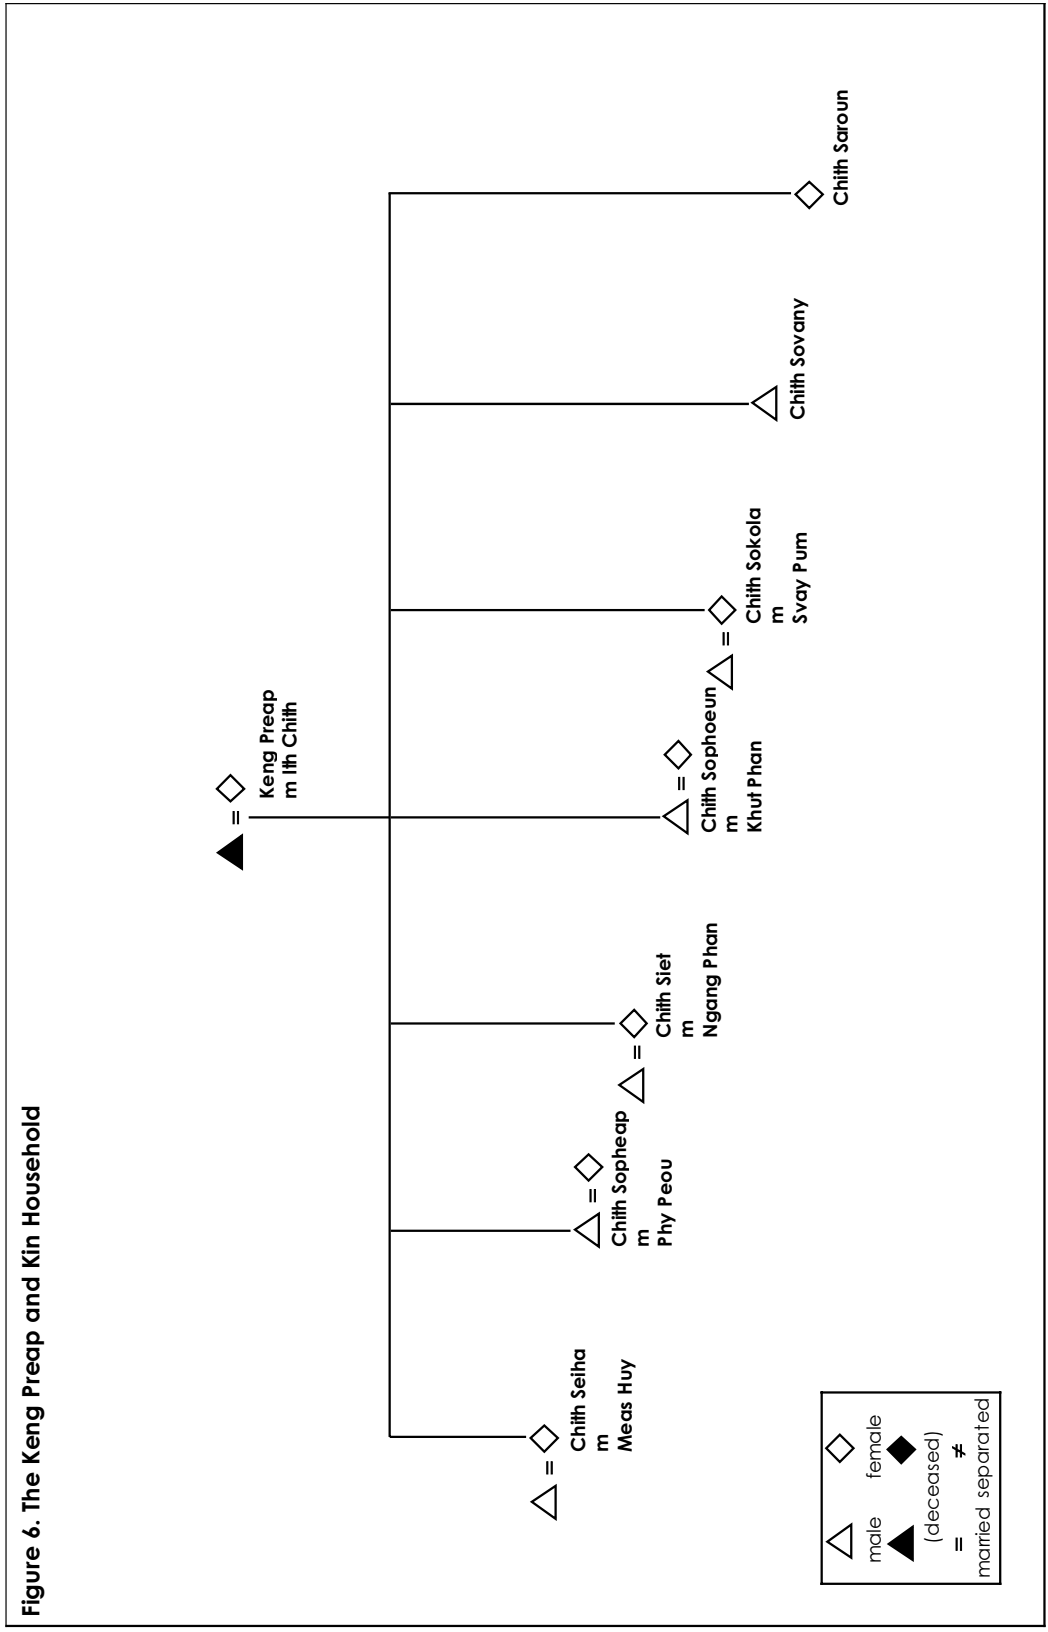 Figure 6. The Keng Preap and Kin Household
Keng Preap
m Ith Chith
Chith Seiha
m
Meas Huy
Chith Sopheap
m
Phy Peou
Chith Siet
m
Ngang Phan
Chith Sophoeun
m
Khut Phan
Chith Sokola
m
Svay Pum
Chith Sovany
Chith Saroun
male female
(deceased)
= ≠
married separated